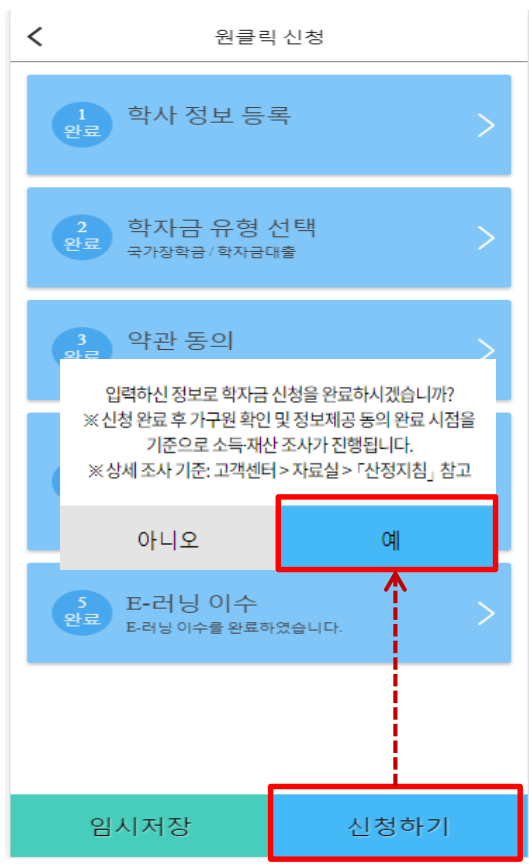 원클릭 신청
1
완료
학사 정보 등록
2
완료
학자금 유형 선택
국가장학금 / 학자금대출
3
완료
약관 동의
입력하신 정보로 학자금 신청을 완료하시겠습니까?
※ 신청 완료 후 가구원 확인 및 정보제공 동의 완료 시점을
기준으로 소득·재산 조사가 진행됩니다.
※ 상세 조사 기준: 고객센터 > 자료실 > 「산정지침」 참고
아니오
예
5
완료
E-러닝 이수
E-러닝 이수를 완료하였습니다.
임시저장
신청하기